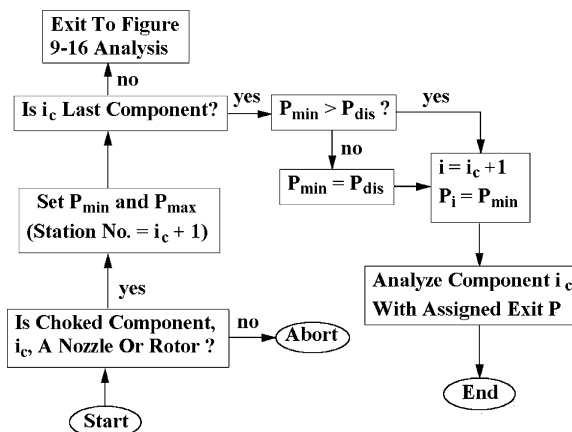 Exit To Figure
9-16 Analysis
no
Is i_c Last Component?
yes
P_min > P_dis ?
yes
no
P_min = P_dis
i = i_c +1
P_i = P_min
Set P_min and P_max
(Station No. = i_c + 1)
yes
Analyze Component i_c
With Assigned Exit P
Is Choked Component,
i_c, A Nozzle Or Rotor ?
no
Abort
Start
End